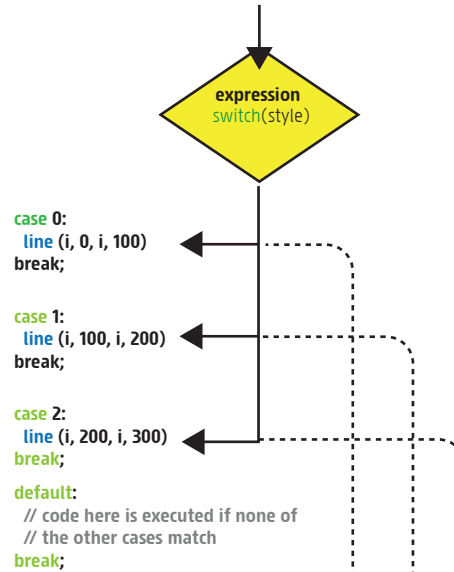 expression
switch(style)
case 0:
line (i, 0, i, 100)
break;
case 1:
line (i, 100, i, 200)
break;
case 2:
line (i, 200, i, 300)
break;
default:
// code here is executed if none of
// the other cases match
break;